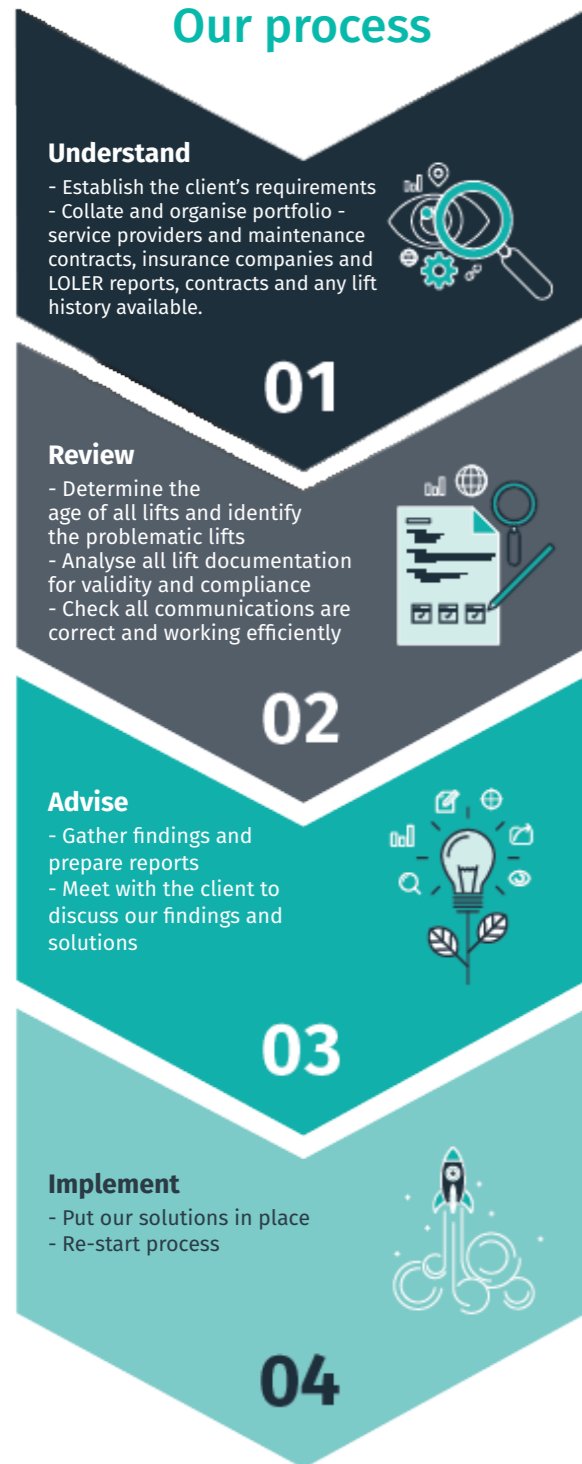 Our process
Understand
- Establish the client's requirements
- Collate and organise portfolio -
service providers and maintenance
contracts, insurance companies and
LOLER reports, contracts and any lift
history available.
01
Review
- Determine the
age of all lifts and identify
the problematic lifts
- Analyse all lift documentation
for validity and compliance
- Check all communications are
correct and working efficiently
02
Advise
- Gather findings and
prepare reports
- Meet with the client to
discuss our findings and
solutions
03
Implement
- Put our solutions in place
- Re-start process
04